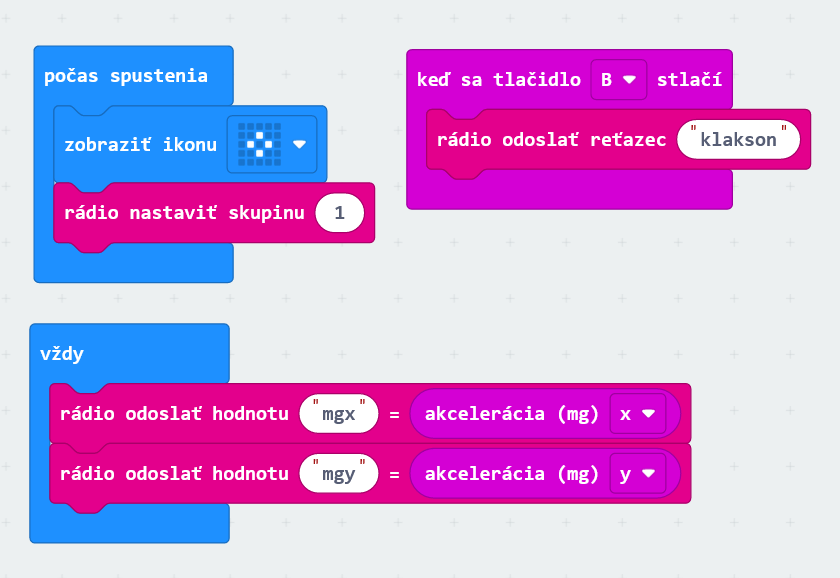 počas spustenia
zobraziť ikonu
rádio nastaviť skupinu 1
keď sa tlačidlo B stlačí
rádio odoslať reťazec "klakson"
vždy
rádio odoslať hodnotu "mgx" = akcelerácia (mg) x
rádio odoslať hodnotu "mgy" = akcelerácia (mg) y